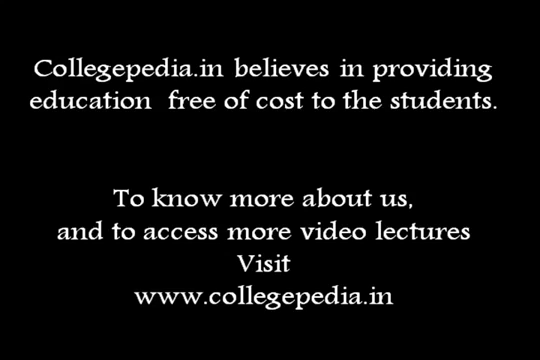 Collegepedia.in believes in providing
education free of cost to the students.
To know more about us,
and to access more video lectures
Visit
www.collegepedia.in